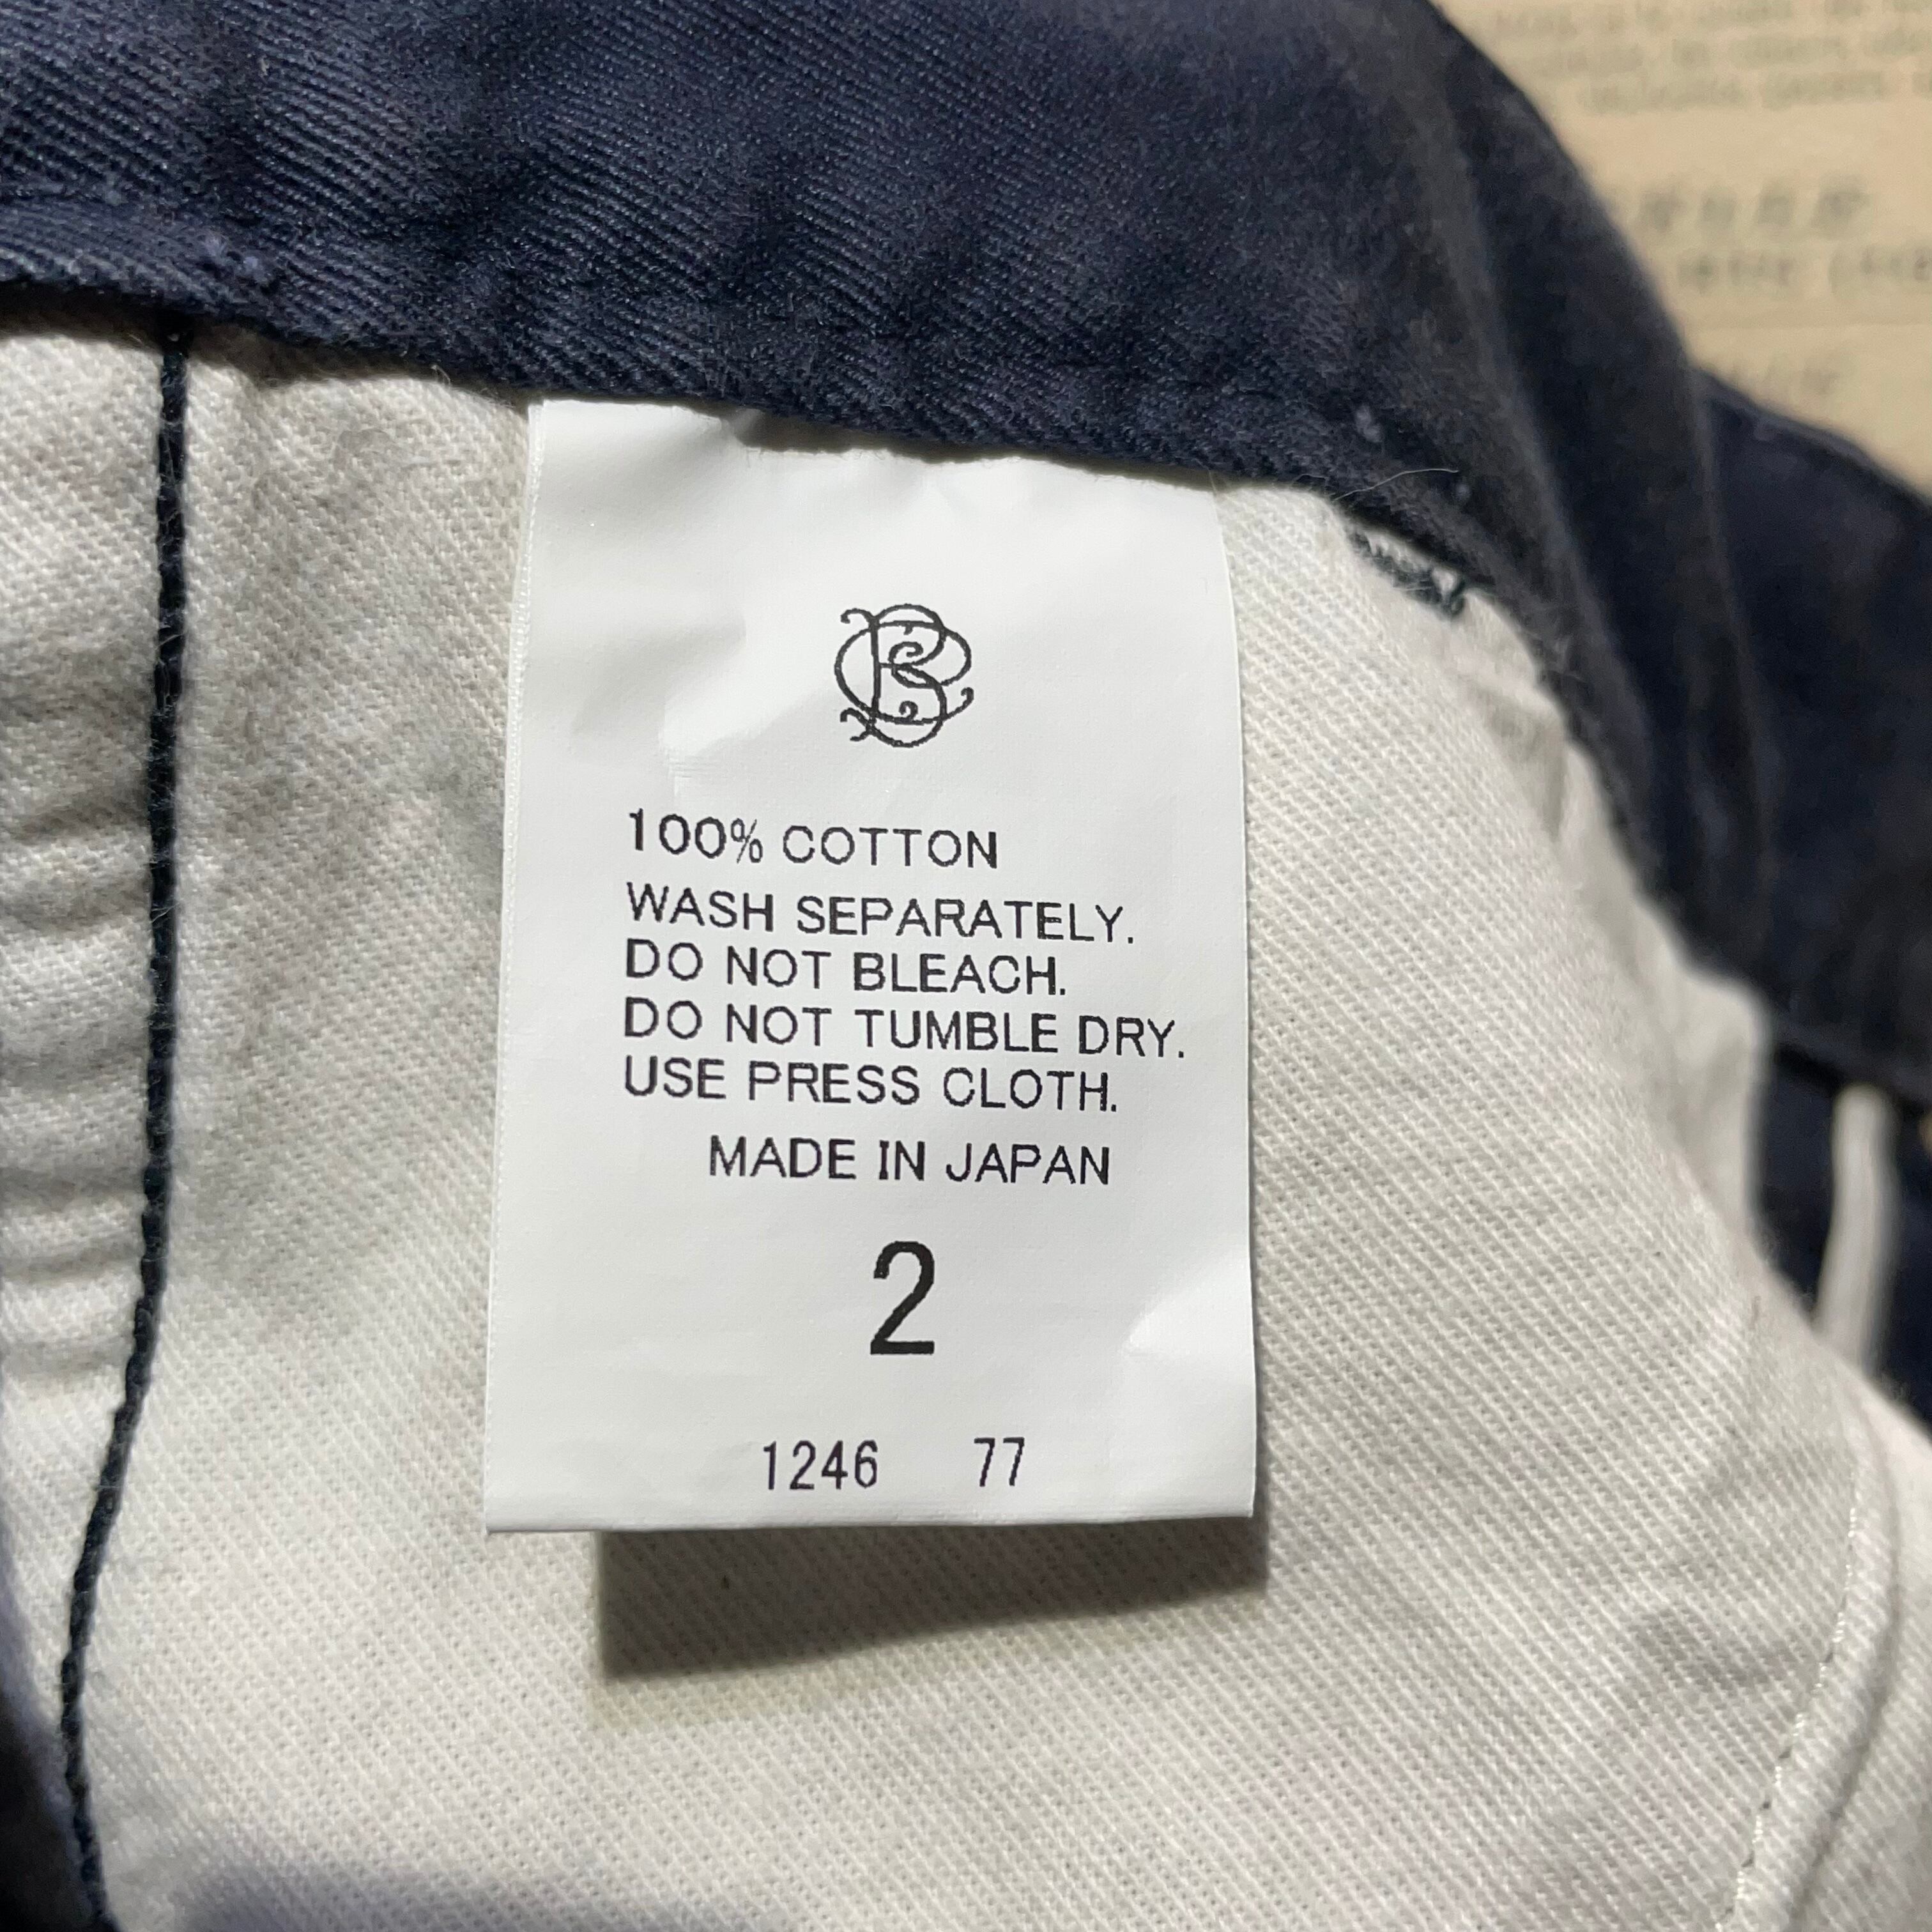 100% COTTON
WASH SEPARATELY.
DO NOT BLEACH.
DO NOT TUMBLE DRY.
USE PRESS CLOTH.
MADE IN JAPAN
2
1246 77